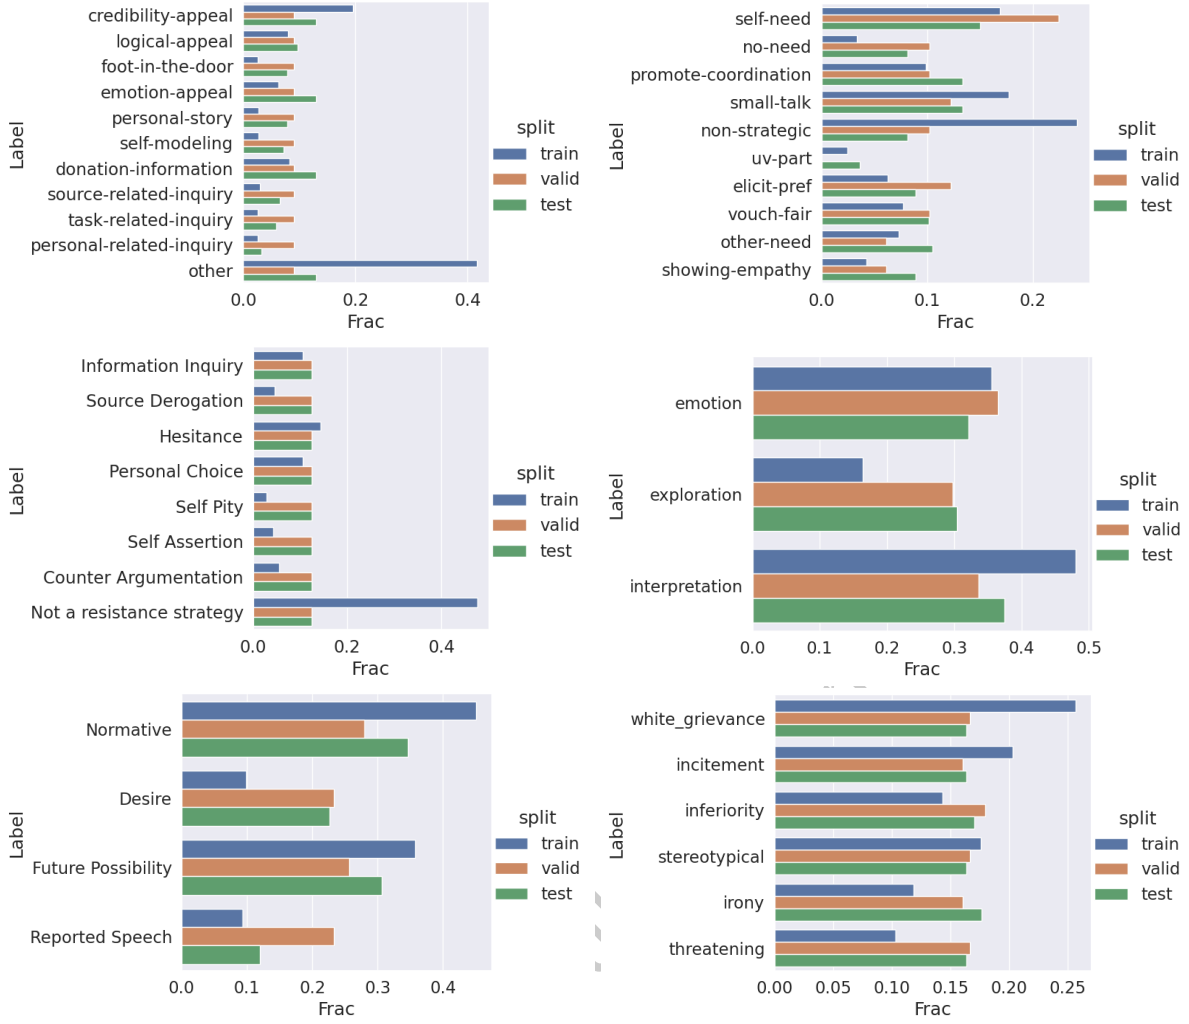 credibility-appeal
logical-appeal
foot-in-the-door
emotion-appeal
personal-story
self-modeling
donation-information
source-related-inquiry
task-related-inquiry
personal-related-inquiry
other
Label
0.0 0.2 0.4
Frac
split
train
valid
test
self-need
no-need
promote-coordination
small-talk
non-strategic
uv-part
elicit-pref
vouch-fair
other-need
showing-empathy
Label
0.0 0.1 0.2
Frac
split
train
valid
test
Information Inquiry
Source Derogation
Hesitance
Personal Choice
Self Pity
Self Assertion
Counter Argumentation
Not a resistance strategy
Label
0.0 0.2 0.4
Frac
split
train
valid
test
emotion
exploration
interpretation
Label
0.0 0.1 0.2 0.3 0.4 0.5
Frac
split
train
valid
test
Normative
Desire
Future Possibility
Reported Speech
Label
0.0 0.1 0.2 0.3 0.4
Frac
split
train
valid
test
white_grievance
incitement
inferiority
stereotypical
irony
threatening
Label
0.00 0.05 0.10 0.15 0.20 0.25
Frac
split
train
valid
test